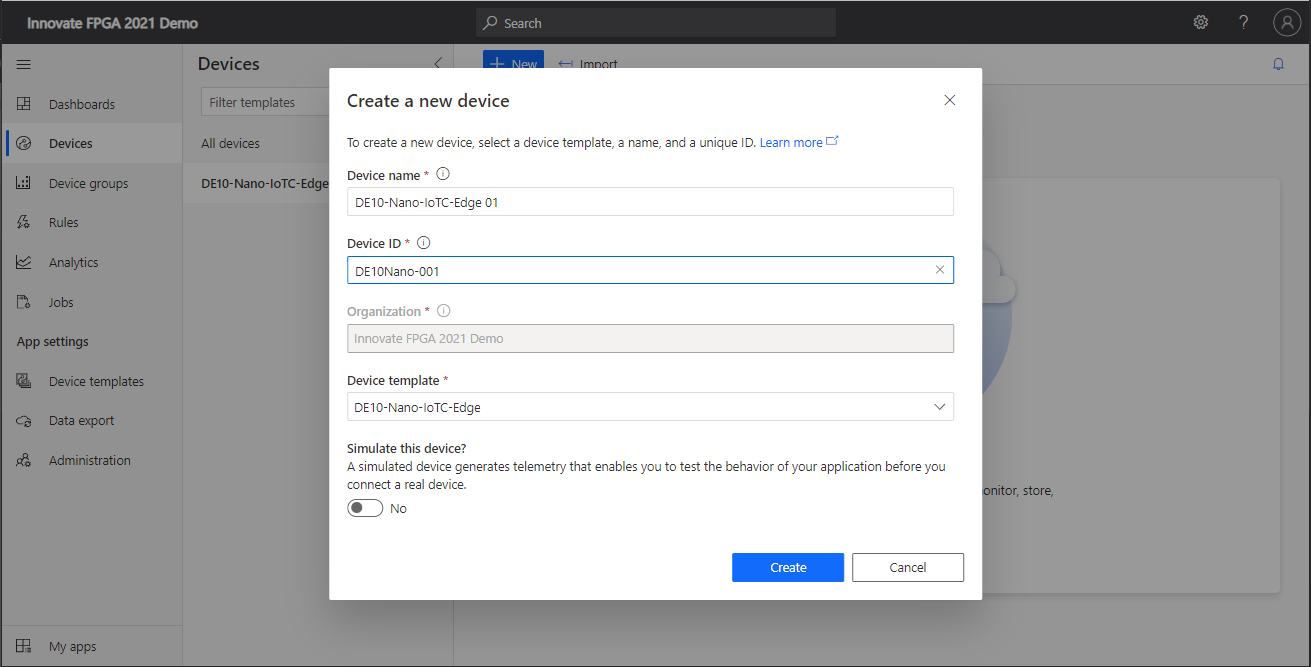 Innovate FPGA 2021 Demo
Search
?
Dashboards
Devices
Device groups
Rules
Analytics
Jobs
App settings
Device templates
Data export
Administration
My apps
Devices
Filter templates
All devices
DE10-Nano-IoTC-Edge
New
Import
Create a new device
To create a new device, select a device template, a name, and a unique ID. Learn more
Device name *
DE10-Nano-IoTC-Edge 01
Device ID *
DE10Nano-001
Organization *
Innovate FPGA 2021 Demo
Device template *
DE10-Nano-IoTC-Edge
Simulate this device?
A simulated device generates telemetry that enables you to test the behavior of your application before you
connect a real device.
No
Create
Cancel
onitor, store,